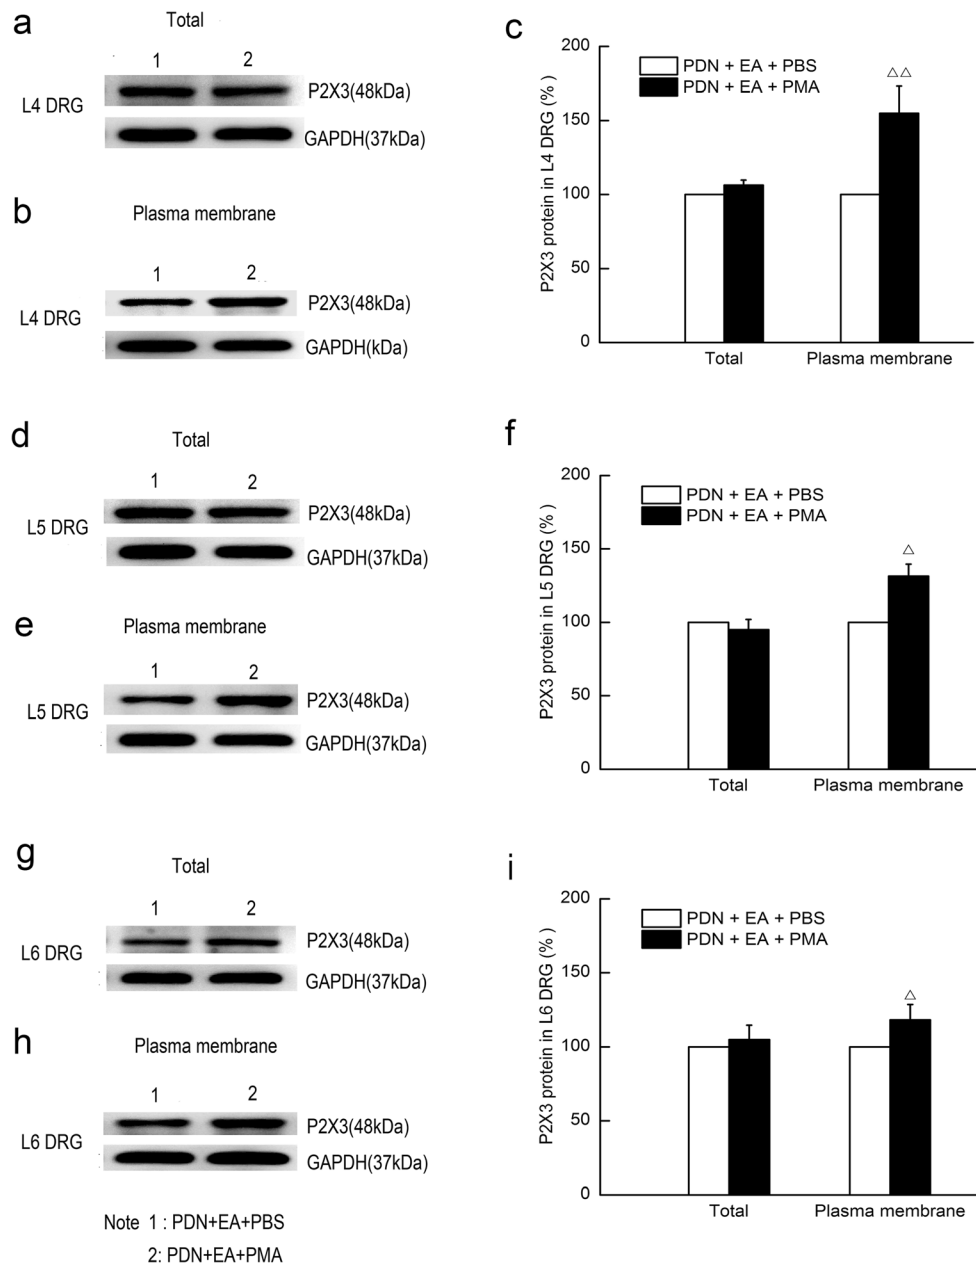 a
Total
1 2
L4 DRG
P2X3(48kDa)
GAPDH(37kDa)
b
Plasma membrane
1 2
L4 DRG
P2X3(48kDa)
GAPDH(kDa)
c
200
150
100
50
0
P2X3 protein in L4 DRG (%)
PDN + EA + PBS
PDN + EA + PMA
△△
Total Plasma membrane
d
Total
1 2
L5 DRG
P2X3(48kDa)
GAPDH(37kDa)
e
Plasma membrane
1 2
L5 DRG
P2X3(48kDa)
GAPDH(37kDa)
f
200
150
100
50
0
P2X3 protein in L5 DRG (%)
PDN + EA + PBS
PDN + EA + PMA
△
Total Plasma membrane
g
Total
1 2
L6 DRG
P2X3(48kDa)
GAPDH(37kDa)
h
Plasma membrane
1 2
L6 DRG
P2X3(48kDa)
GAPDH(37kDa)
i
200
150
100
50
0
P2X3 protein in L6 DRG (%)
PDN + EA + PBS
PDN + EA + PMA
△
Total Plasma membrane
Note 1 : PDN+EA+PBS
2: PDN+EA+PMA